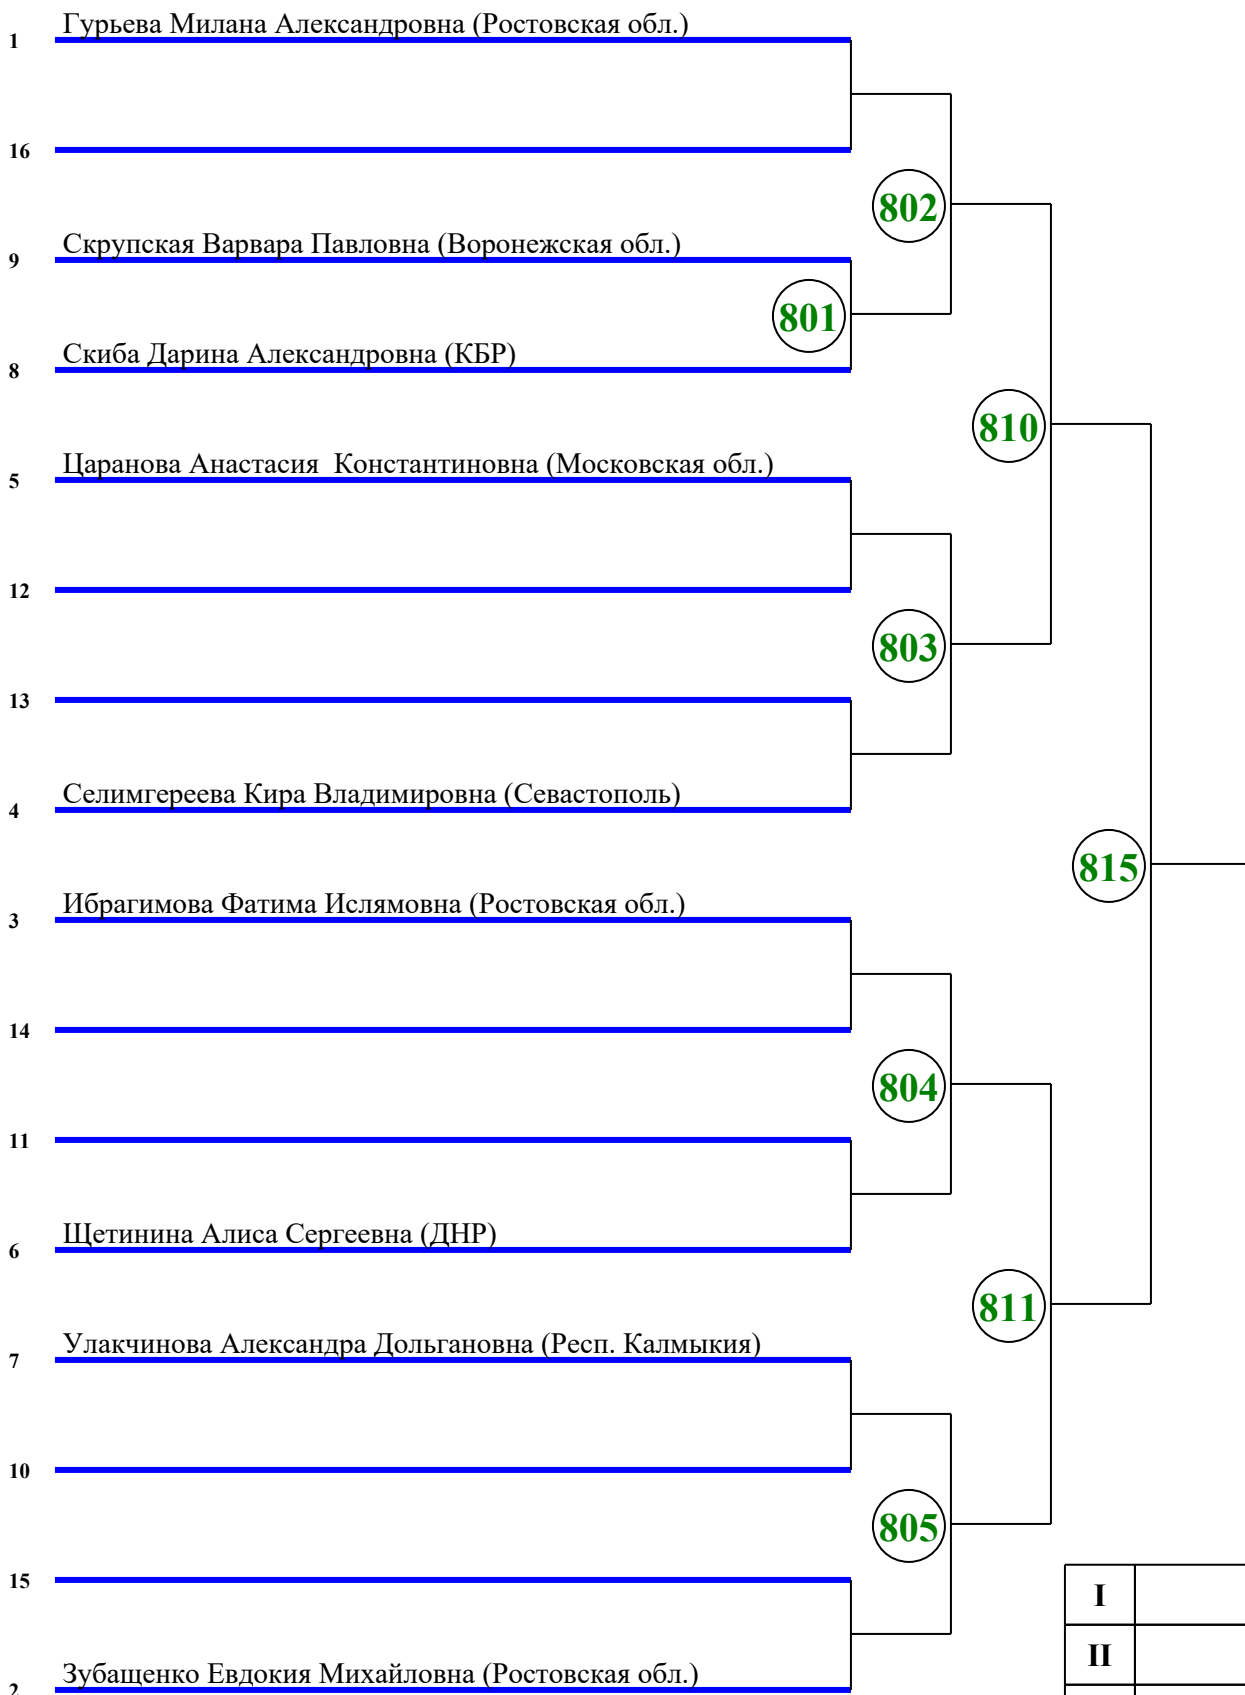 Гурьева Милана Александровна (Ростовская обл.)
1
16
802
Скрупская Варвара Павловна (Воронежская обл.)
9
801
Скиба Дарина Александровна (КБР)
8
810
Царанова Анастасия  Константиновна (Московская обл.)
5
12
803
13
Селимгереева Кира Владимировна (Севастополь)
4
815
Ибрагимова Фатима Ислямовна (Ростовская обл.)
3
14
804
11
Щетинина Алиса Сергеевна (ДНР)
6
811
Улакчинова Александра Дольгановна (Респ. Калмыкия)
7
10
805
15
I
II
Зубащенко Евдокия Михайловна (Ростовская обл.)
2